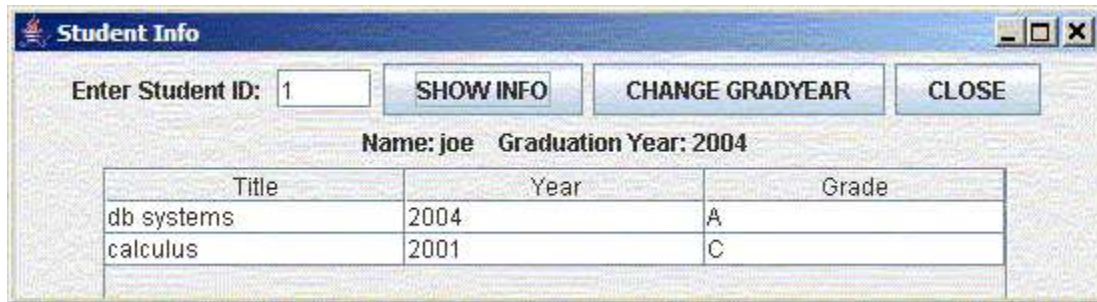 Student Info
Enter Student ID: 1 SHOW INFO CHANGE GRADYEAR CLOSE
Name: joe Graduation Year: 2004
Title Year Grade
db systems 2004 A
calculus 2001 C